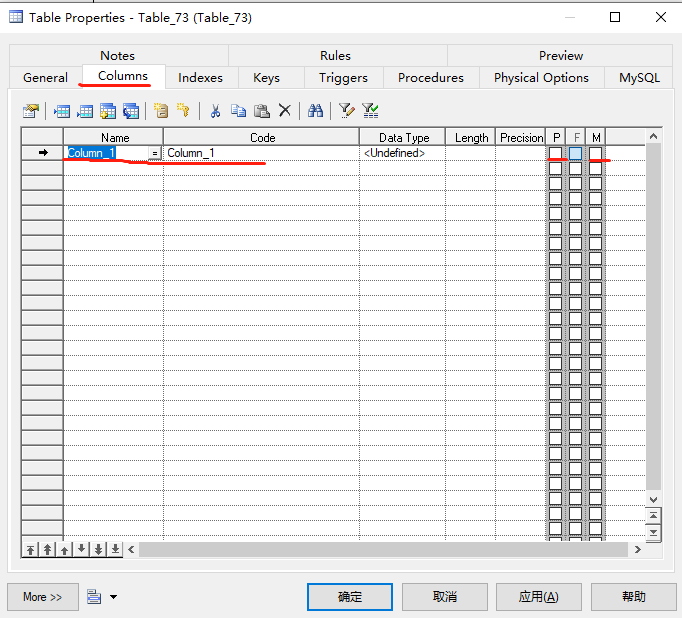 Table Properties - Table_73 (Table_73)
Notes Rules Preview
General Columns Indexes Keys Triggers Procedures Physical Options MySQL
Name Code Data Type Length Precision P F M
Column_1 = Column_1 <Undefined>
More >> 确定 取消 应用(A) 帮助